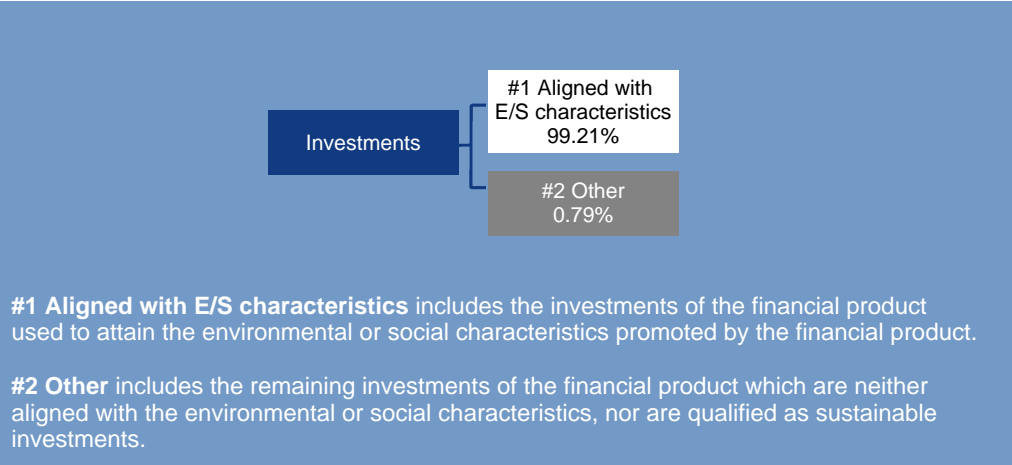 #1 Aligned with
E/S characteristics
99.21%
Investments
#2 Other
0.79%
#1 Aligned with E/S characteristics includes the investments of the financial product
used to attain the environmental or social characteristics promoted by the financial product.
#2 Other includes the remaining investments of the financial product which are neither
aligned with the environmental or social characteristics, nor are qualified as sustainable
investments.